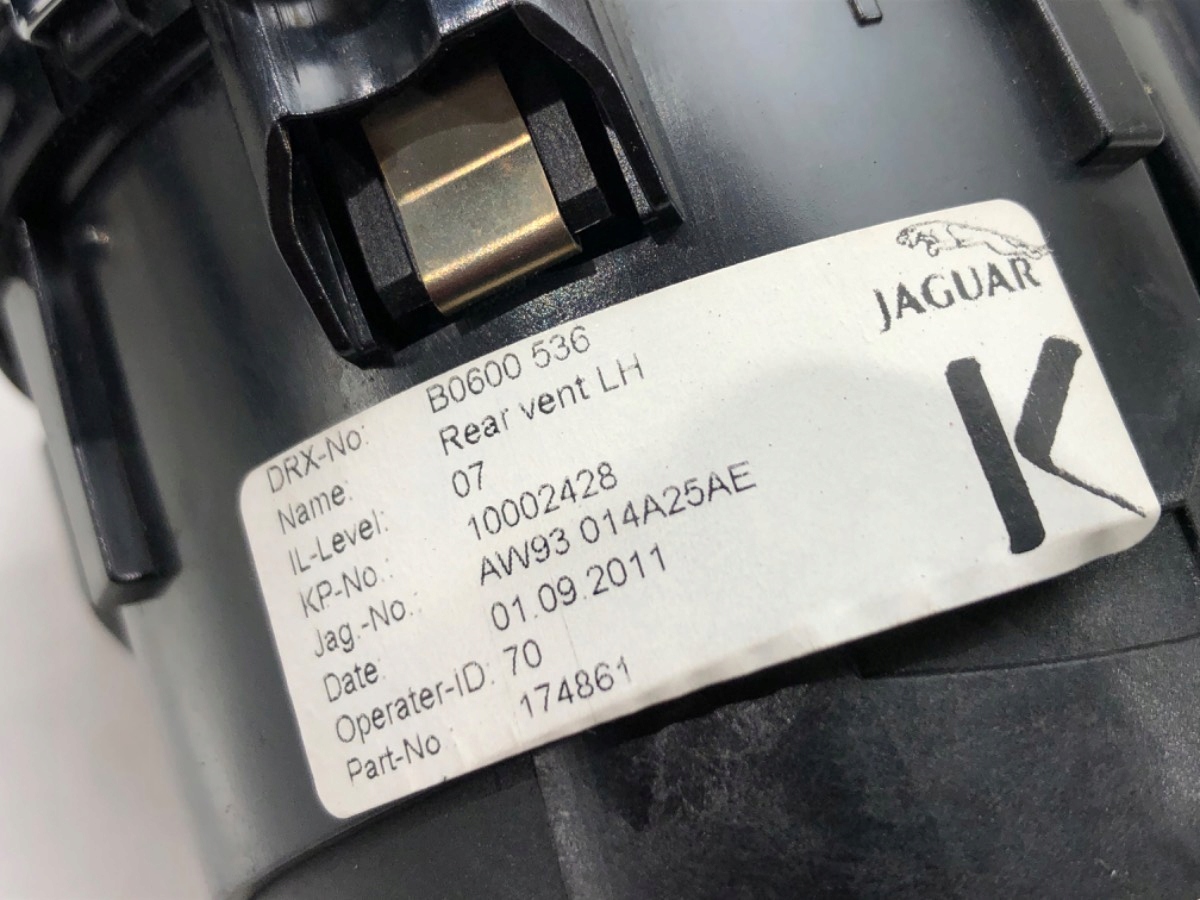 JAGUAR
K
DRX-No: B0600 536
Name: Rear vent LH
IL-Level: 07
KP-No.: 10002428
Jag.-No.: AW93 014A25AE
Date: 01.09.2011
Operater-ID: 70
Part-No : 174861